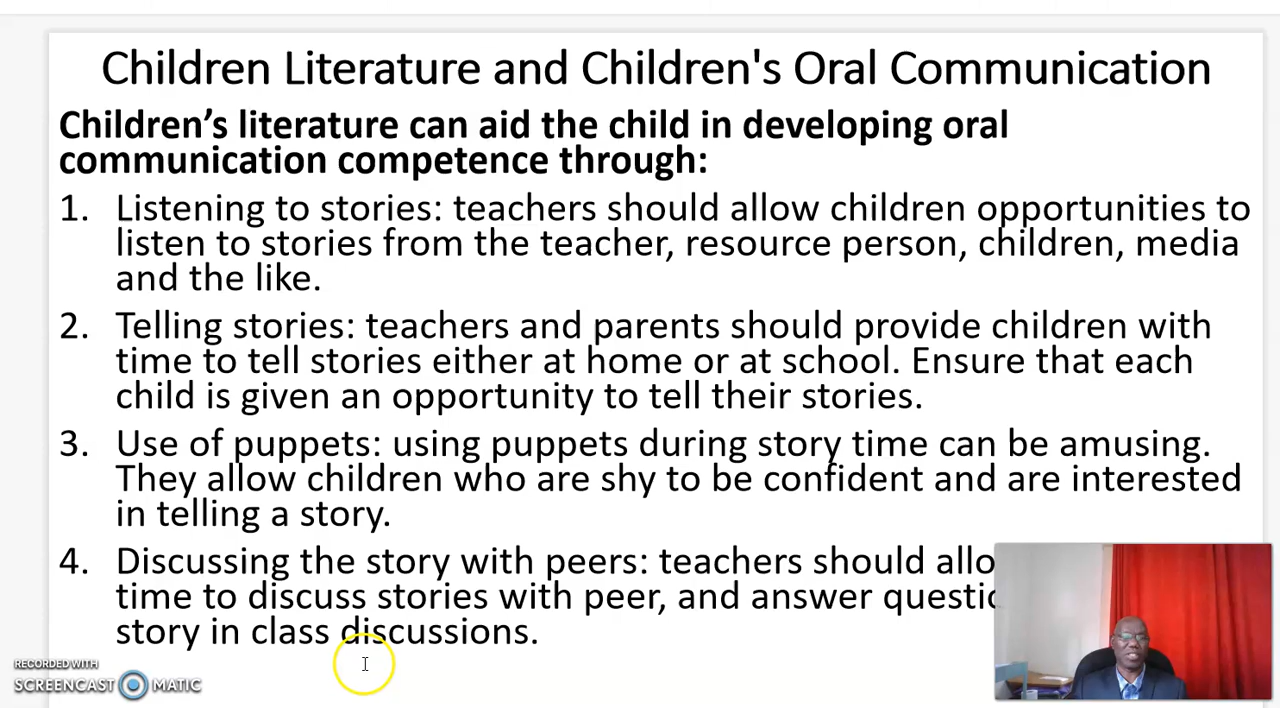 Children Literature and Children's Oral Communication
Children’s literature can aid the child in developing oral
communication competence through:
1. Listening to stories: teachers should allow children opportunities to
listen to stories from the teacher, resource person, children, media
and the like.
2. Telling stories: teachers and parents should provide children with
time to tell stories either at home or at school. Ensure that each
child is given an opportunity to tell their stories.
3. Use of puppets: using puppets during story time can be amusing.
They allow children who are shy to be confident and are interested
in telling a story.
4. Discussing the story with peers: teachers should
time to discuss stories with peer, and answer
story in class discussions.
RECORDED WITH
SCREENCAST MATIC